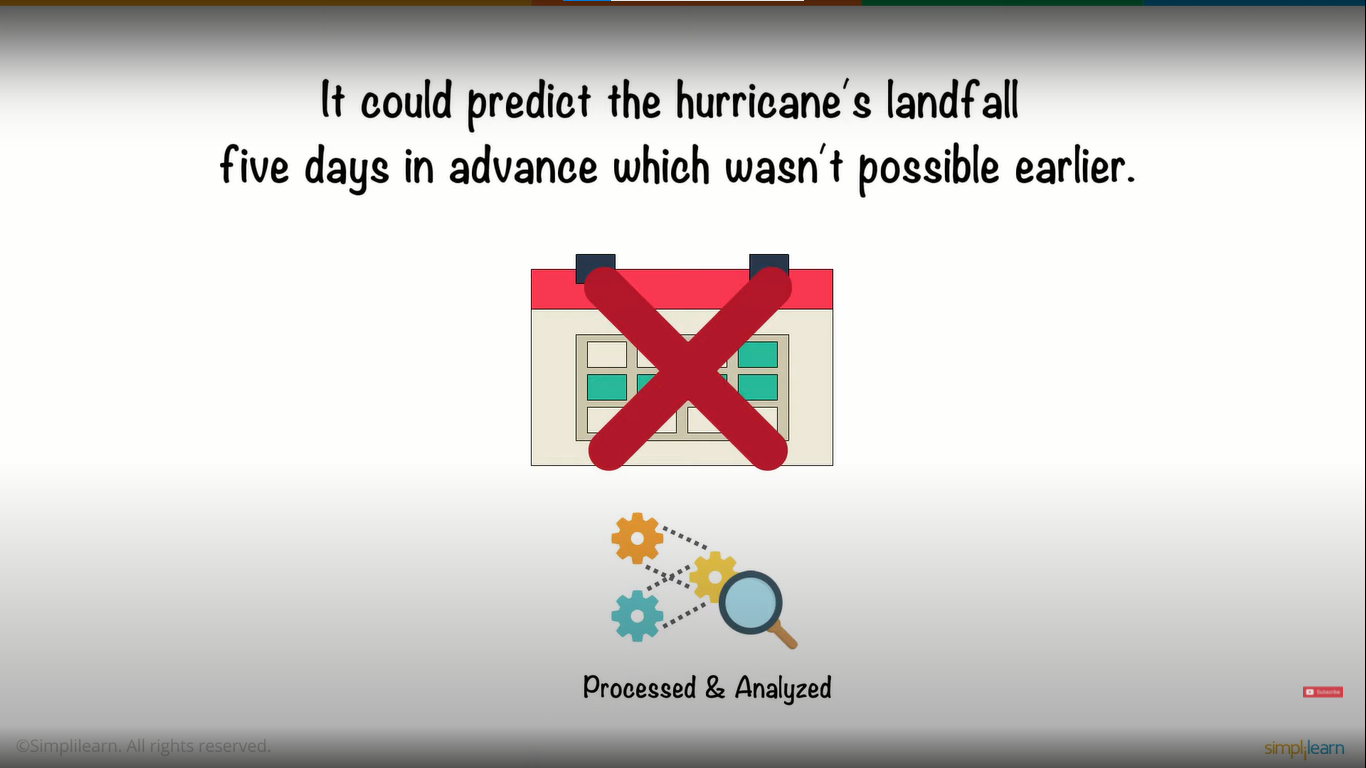 It could predict the hurricane's landfall
five days in advance which wasn't possible earlier.
Processed & Analyzed
Subscribe
©Simplilearn. All rights reserved.
simplilearn